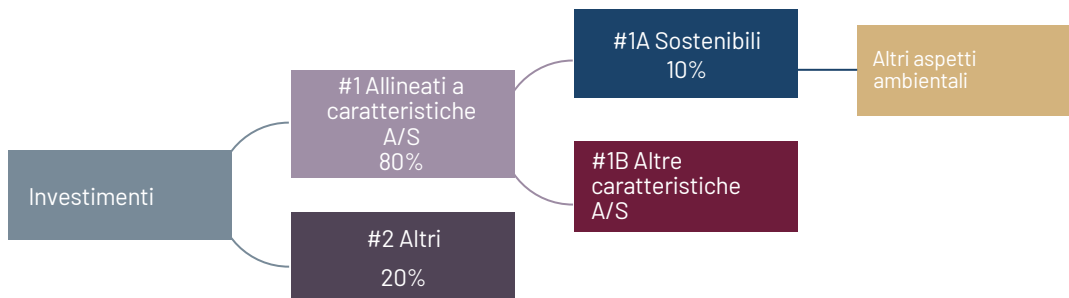 Investimenti
#1 Allineati a
caratteristiche
A/S
80%
#2 Altri
20%
#1A Sostenibili
10%
#1B Altre
caratteristiche
A/S
Altri aspetti
ambientali